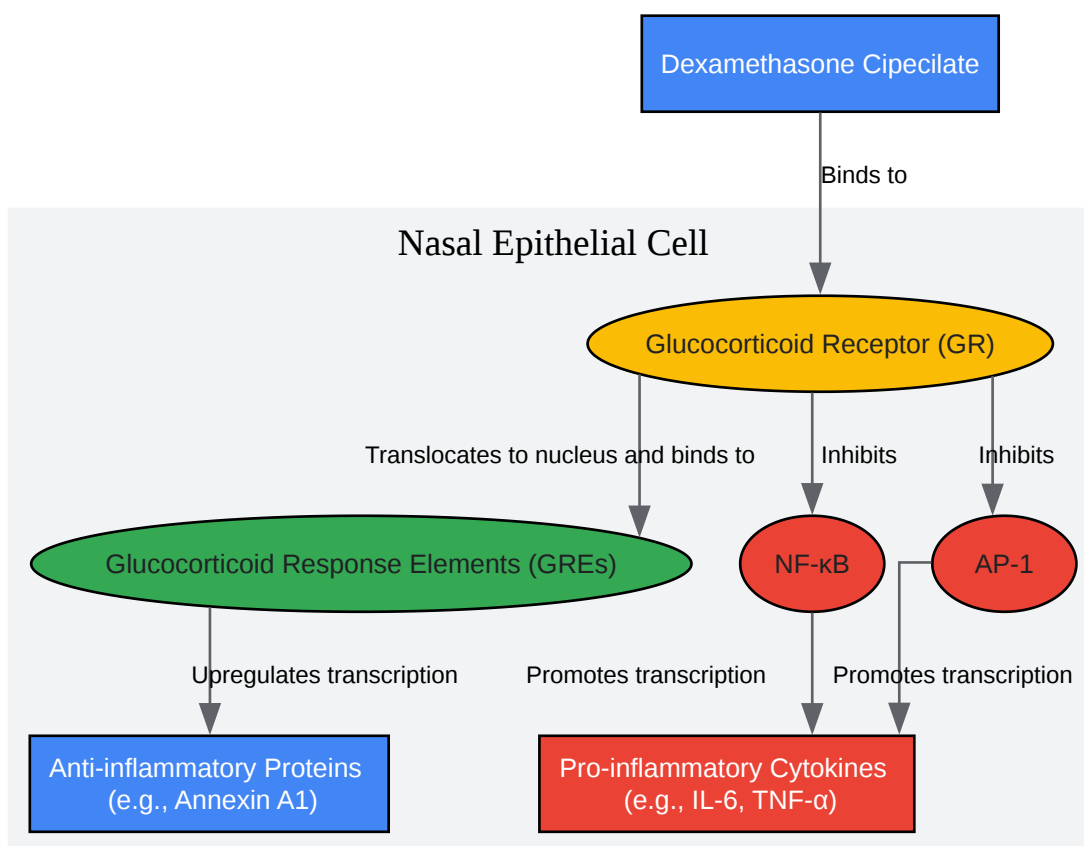 Dexamethasone Cipecilate
Binds to
Nasal Epithelial Cell
Glucocorticoid Receptor (GR)
Translocates to nucleus and binds to
Inhibits
Inhibits
Glucocorticoid Response Elements (GREs)
NF-κB
AP-1
Upregulates transcription
Promotes transcription
Promotes transcription
Anti-inflammatory Proteins
(e.g., Annexin A1)
Pro-inflammatory Cytokines
(e.g., IL-6, TNF-α)